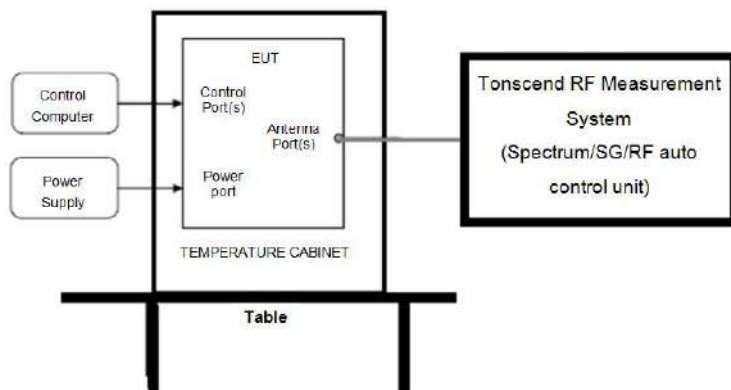 EUT
Control
Computer
Control
Port(s)
Antenna
Port(s)
Power
Supply
Power
port
TEMPERATURE CABINET
Table
Tonscend RF Measurement
System
(Spectrum/SG/RF auto
control unit)